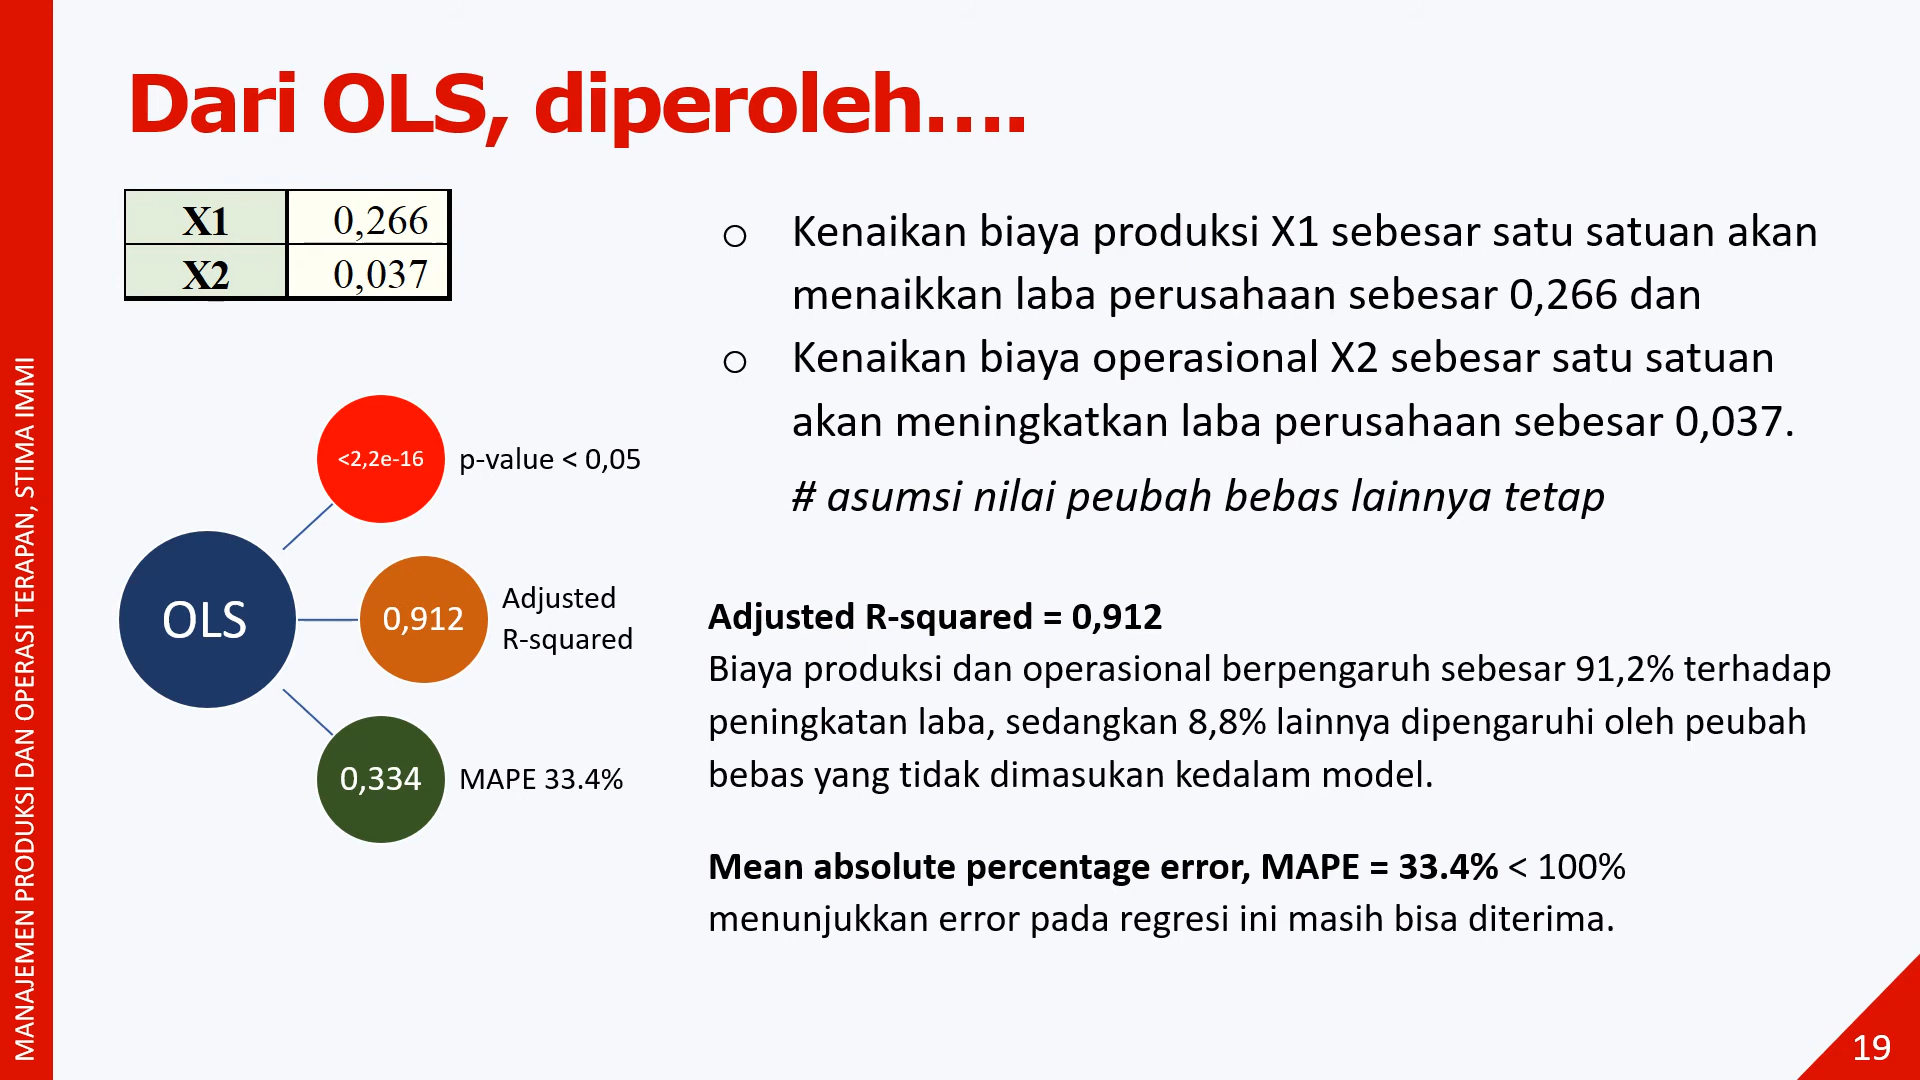 Dari OLS, diperoleh....
X1 0,266
X2 0,037
o Kenaikan biaya produksi X1 sebesar satu satuan akan
menaikkan laba perusahaan sebesar 0,266 dan
o Kenaikan biaya operasional X2 sebesar satu satuan
akan meningkatkan laba perusahaan sebesar 0,037.
# asumsi nilai peubah bebas lainnya tetap
OLS
<2,2e-16
p-value < 0,05
0,912
Adjusted
R-squared
0,334
MAPE 33.4%
Adjusted R-squared = 0,912
Biaya produksi dan operasional berpengaruh sebesar 91,2% terhadap
peningkatan laba, sedangkan 8,8% lainnya dipengaruhi oleh peubah
bebas yang tidak dimasukan kedalam model.
Mean absolute percentage error, MAPE = 33.4% < 100%
menunjukkan error pada regresi ini masih bisa diterima.
MANAJEMEN PRODUKSI DAN OPERASI TERAPAN, STIMA IMMI
19